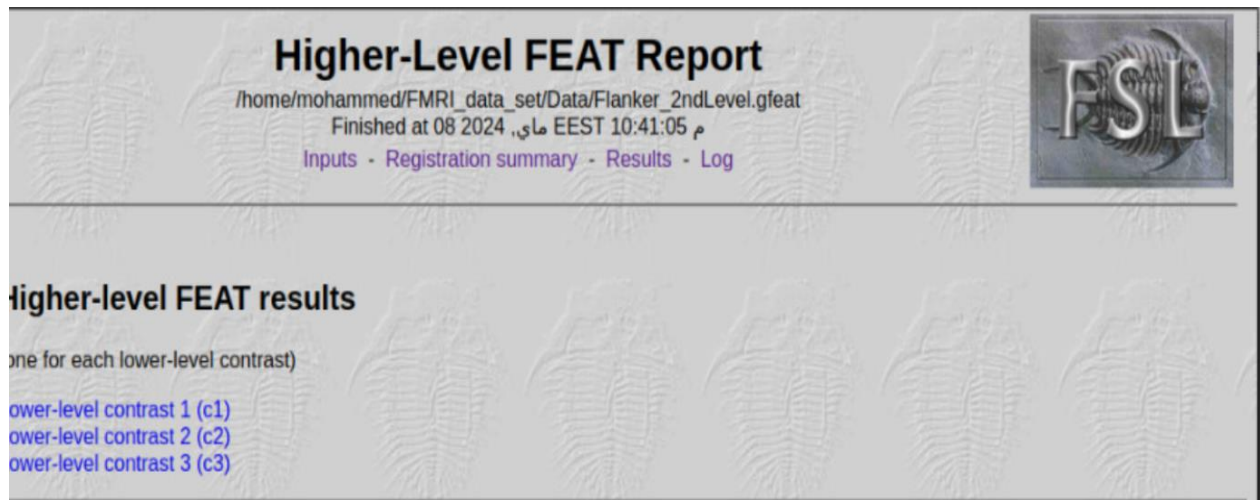 Higher-Level FEAT Report
FSL
/home/mohammed/FMRI_data_set/Data/Flanker_2ndLevel.gfeat
Finished at 08 2024 ,ماي EEST 10:41:05 م
Inputs - Registration summary - Results - Log
Higher-level FEAT results
one for each lower-level contrast)
ower-level contrast 1 (c1)
ower-level contrast 2 (c2)
ower-level contrast 3 (c3)